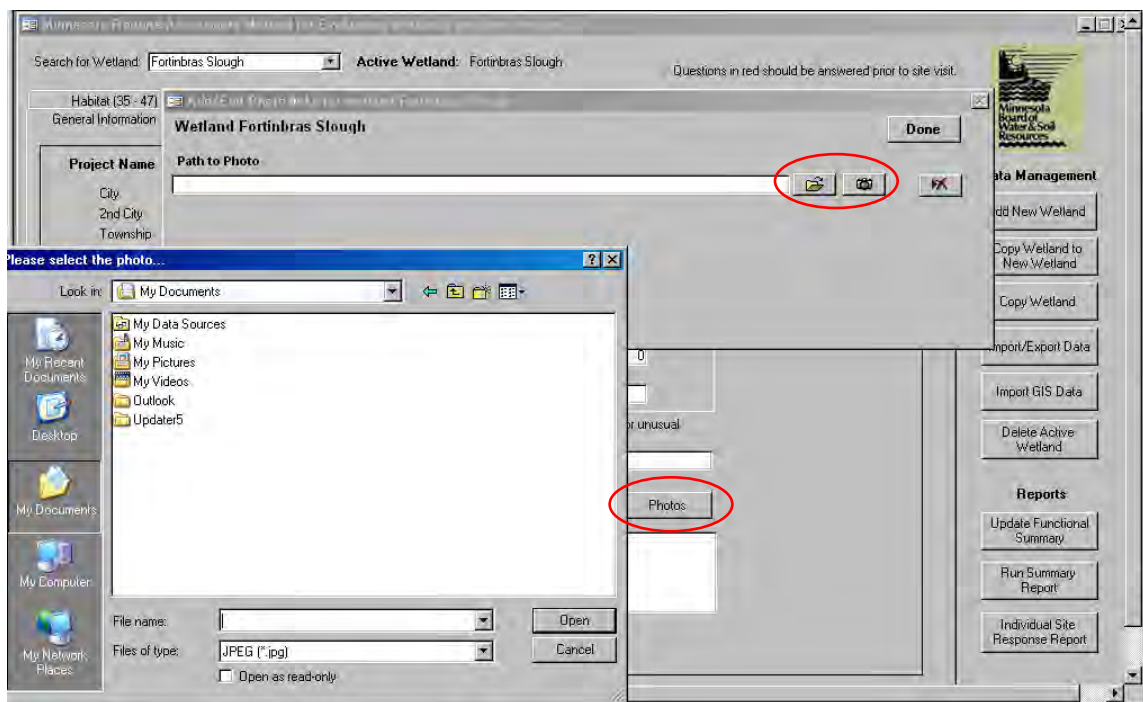 Search for Wetland: Fortinbras Slough Active Wetland: Fortinbras Slough
Questions in red should be answered prior to site visit.
Minnesota
Board of
Water & Soil
Resources
Habitat (35 - 47)
General Information
Wetland Fortinbras Slough
Done
Project Name
Path to Photo
City
2nd City
Township
ata Management
dd New Wetland
Copy Wetland to
New Wetland
Copy Wetland
mport/Export Data
Import GIS Data
Delete Active
Wetland
Reports
Update Functional
Summary
Run Summary
Report
Individual Site
Response Report
0
or unusual
Photos
Please select the photo...
Look in: My Documents
My Data Sources
My Music
My Pictures
My Videos
Outlook
Updater5
My Recent
Documents
Desktop
My Documents
My Computer
My Network
Places
File name:
Open
Files of type: JPEG (*.jpg)
Cancel
Open as read-only